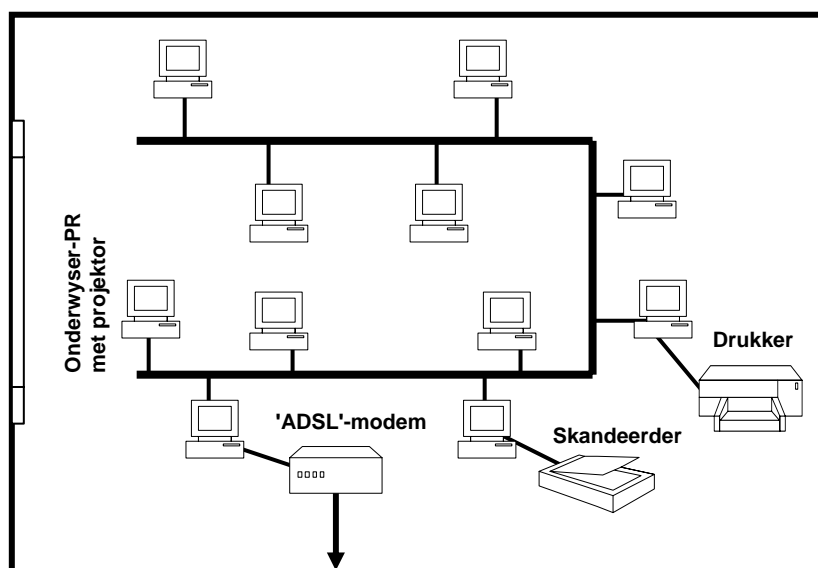 Onderwyser-PR
met projektor
Drukker
'ADSL'-modem
Skandeerder